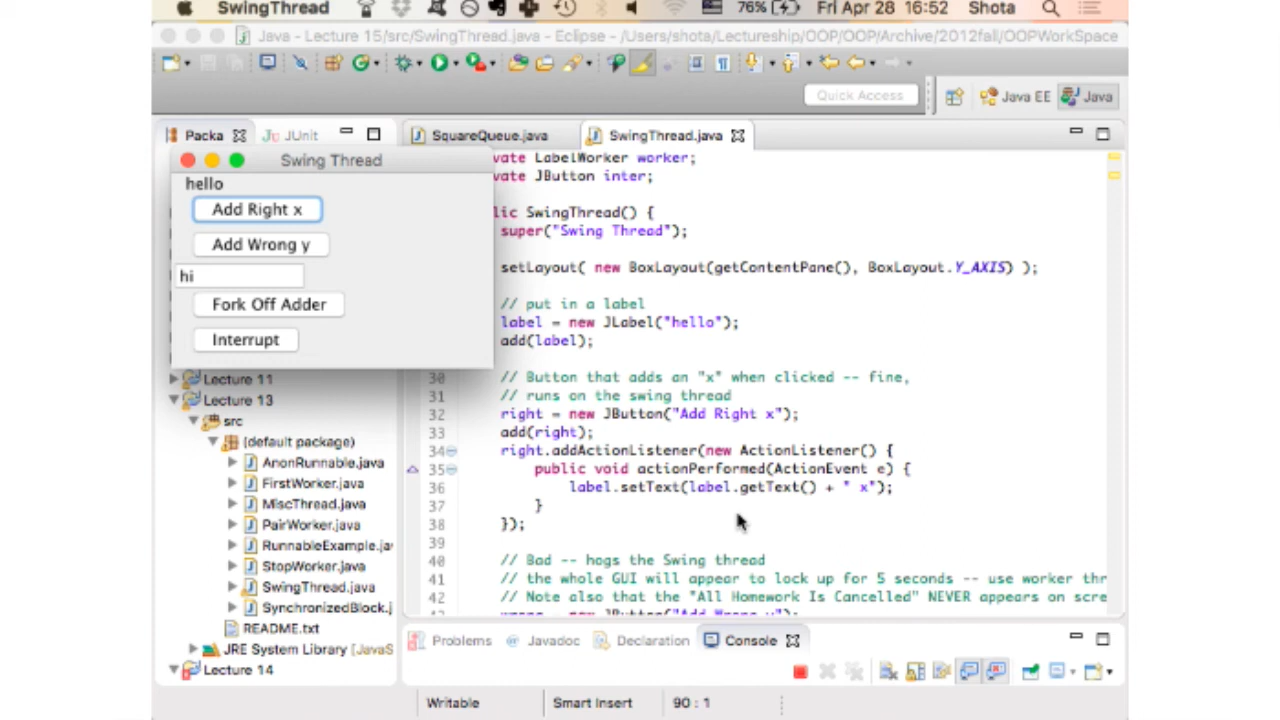 SwingThread 76% Fri Apr 28 16:52 Shota
Java - Lecture 15/src/SwingThread.java - Eclipse - /Users/shota/Lectureship/OOP/OOP/Archive/2012fall/OOPWorkSpace
Quick Access Java EE Java
Packa JUnit SquareQueue.java SwingThread.java
Swing Thread
hello
Add Right x
Add Wrong y
hi
Fork Off Adder
Interrupt
Lecture 11
Lecture 13
src
(default package)
AnonRunnable.java
FirstWorker.java
MiscThread.java
PairWorker.java
RunnableExample.ja
StopWorker.java
SwingThread.java
SynchronizedBlock.j
README.txt
JRE System Library [JavaS
Lecture 14
vate LabelWorker worker;
vate JButton inter;
lic SwingThread() {
super("Swing Thread");
setLayout( new BoxLayout(getContentPane(), BoxLayout.Y_AXIS) );
// put in a label
label = new JLabel("hello");
add(label);
30 // Button that adds an "x" when clicked -- fine,
31 // runs on the swing thread
32 right = new JButton("Add Right x");
33 add(right);
34 right.addActionListener(new ActionListener() {
35 public void actionPerformed(ActionEvent e) {
36 label.setText(label.getText() + " x");
37 }
38 });
39
40 // Bad -- hogs the Swing thread
41 // the whole GUI will appear to lock up for 5 seconds -- use worker thr
42 // Note also that the "All Homework Is Cancelled" NEVER appears on scre
wrong = new JButton("Add Wrong y");
Problems Javadoc Declaration Console
Writable Smart Insert 90 : 1